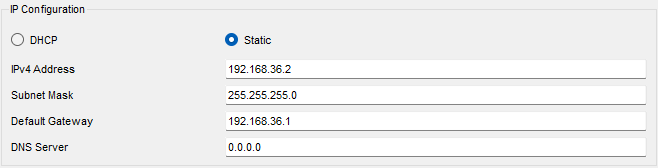 IP Configuration
DHCP Static
IPv4 Address 192.168.36.2
Subnet Mask 255.255.255.0
Default Gateway 192.168.36.1
DNS Server 0.0.0.0